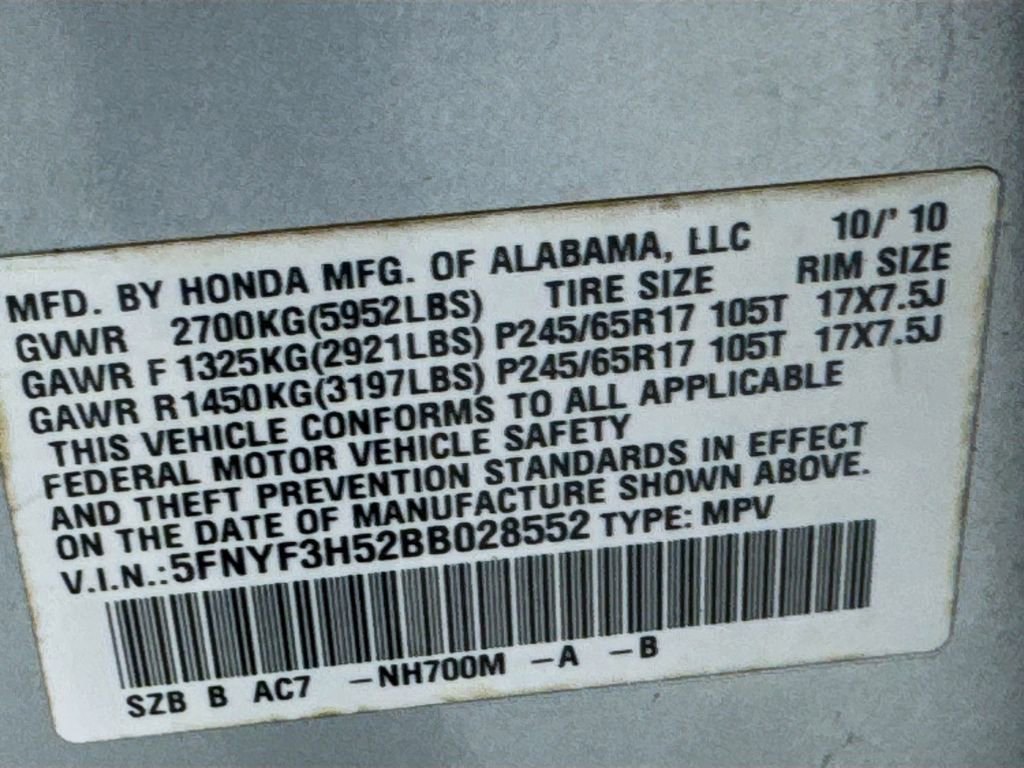 MFD. BY HONDA MFG. OF ALABAMA, LLC 10/' 10
GVWR 2700KG(5952LBS) TIRE SIZE RIM SIZE
GAWR F 1325KG(2921LBS) P245/65R17 105T 17X7.5J
GAWR R1450KG(3197LBS) P245/65R17 105T 17X7.5J
THIS VEHICLE CONFORMS TO ALL APPLICABLE
FEDERAL MOTOR VEHICLE SAFETY
AND THEFT PREVENTION STANDARDS IN EFFECT
ON THE DATE OF MANUFACTURE SHOWN ABOVE.
V.I.N.:5FNYF3H52BB028552 TYPE: MPV
SZB B AC7 -NH700M -A -B